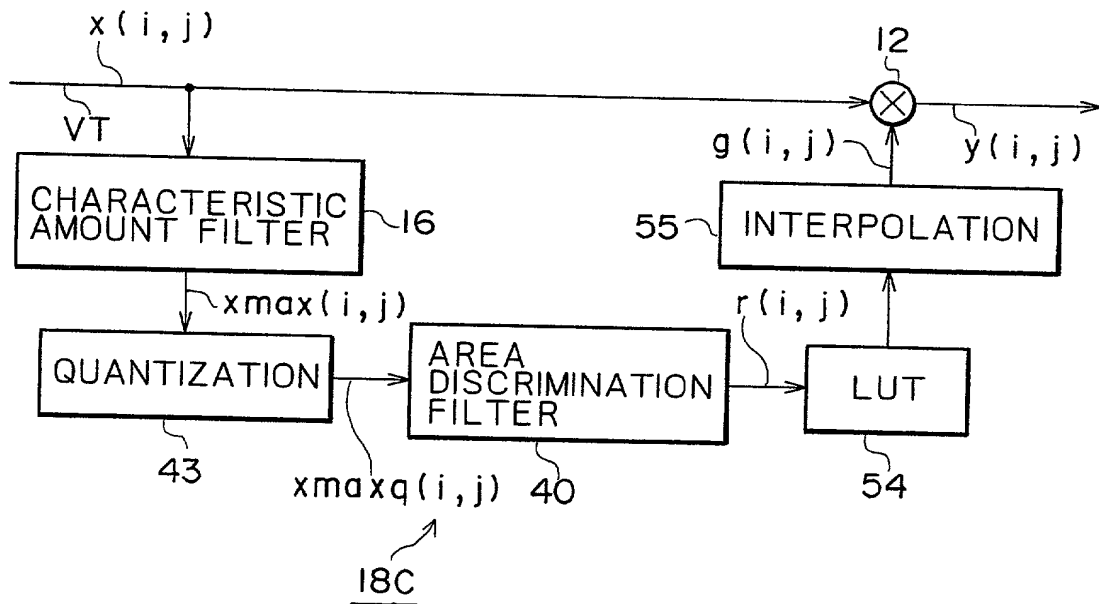 x(i,j)
12
VT
g(i,j)
y(i,j)
CHARACTERISTIC
AMOUNT FILTER
16
55
INTERPOLATION
xmax(i,j)
r(i,j)
QUANTIZATION
AREA
DISCRIMINATION
FILTER
LUT
43
xmaxq(i,j)
40
54
18C